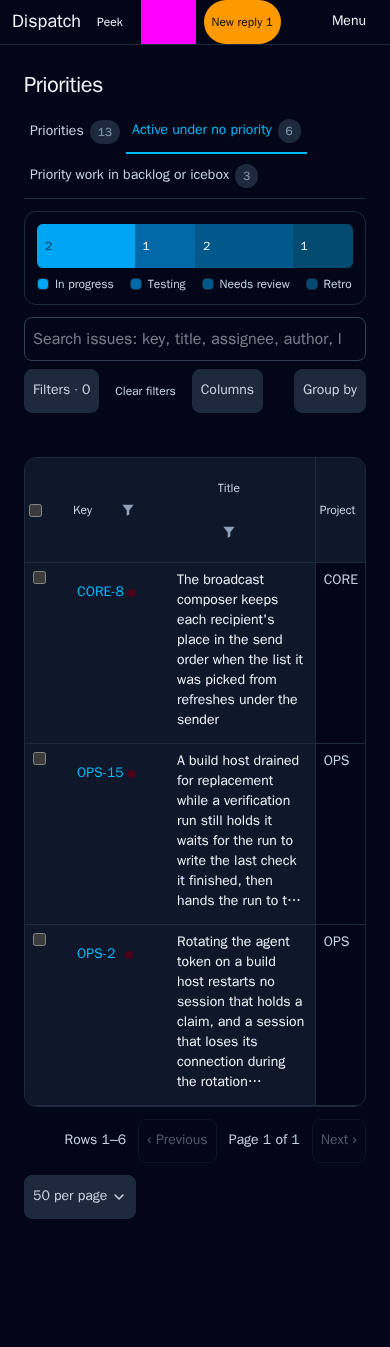 Dispatch Peek New reply 1 Menu
Priorities
Priorities 13 Active under no priority 6
Priority work in backlog or icebox 3
2 1 2 1
In progress Testing Needs review Retro
Search issues: key, title, assignee, author, l
Filters · 0 Clear filters Columns Group by
Title
Key Project
CORE-8
The broadcast
composer keeps
each recipient's
place in the send
order when the list it
was picked from
refreshes under the
sender
CORE
OPS-15
A build host drained
for replacement
while a verification
run still holds it
waits for the run to
write the last check
it finished, then
hands the run to t…
OPS
OPS-2
Rotating the agent
token on a build
host restarts no
session that holds a
claim, and a session
that loses its
connection during
the rotation…
OPS
Rows 1–6 ‹ Previous Page 1 of 1 Next ›
50 per page